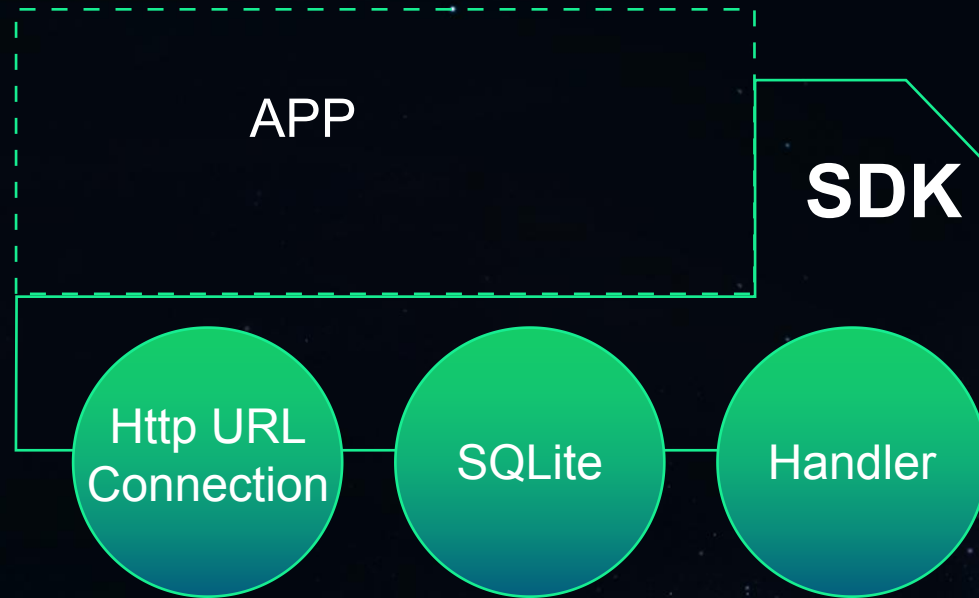 APP
SDK
Http URL
Connection
SQLite
Handler